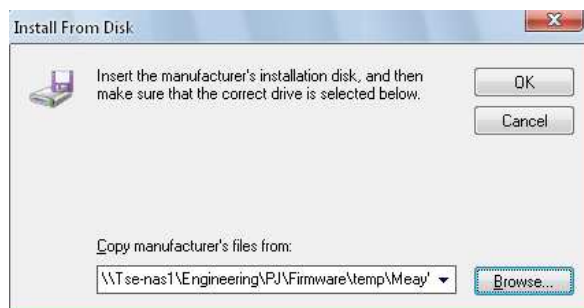 Install From Disk
Insert the manufacturer's installation disk, and then
make sure that the correct drive is selected below.
OK
Cancel
Copy manufacturer's files from:
\\Tse-nas1\Engineering\PJ\Firmware\temp\Meay'
Browse...